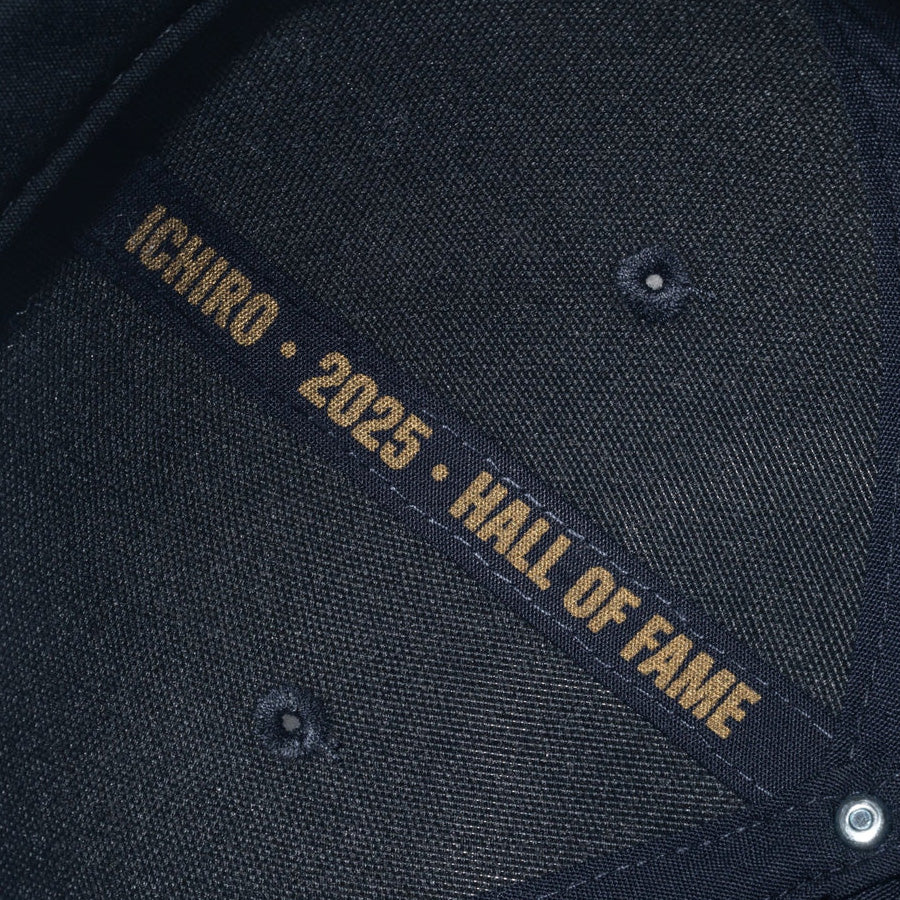 ICHIRO • 2025 • HALL OF FAME